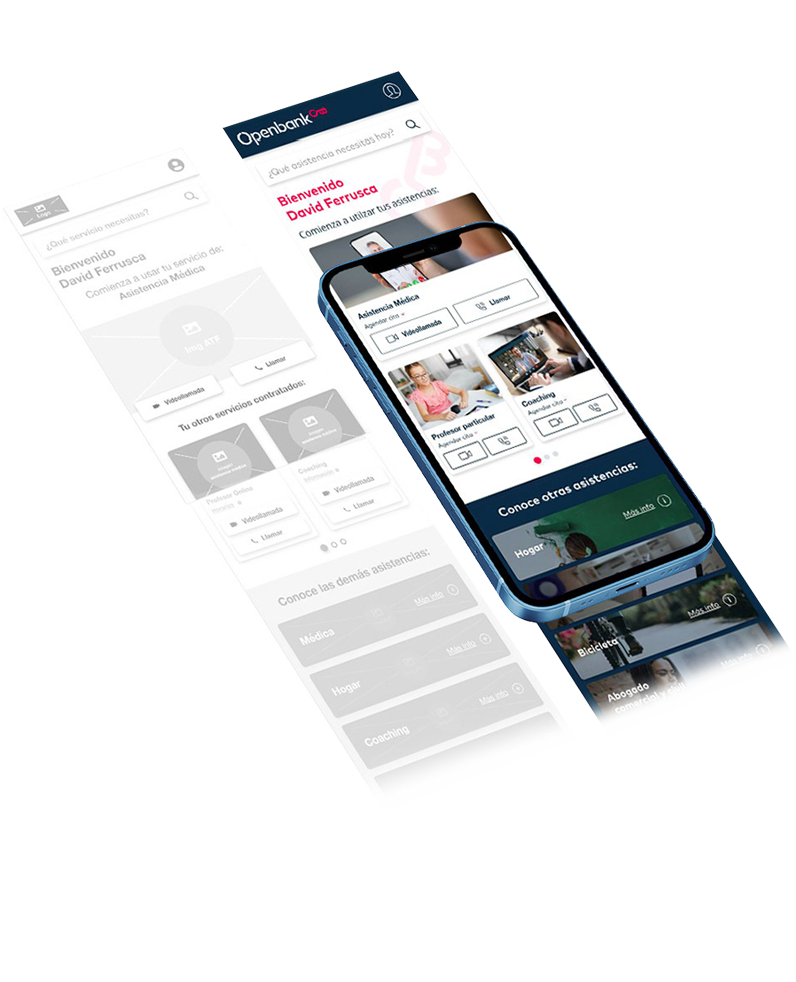 Logo
¿Qué servicio necesitas?
Bienvenido
David Ferrusca
Comienza a usar tu servicio de:
Asistencia Médica
Img ATF
Videollamada
Llamar
Tu otros servicios contratados:
Profesor Online
Videollamada
Llamar
Coaching
Videollamada
Llamar
Conoce las demás asistencias:
Médica
Más info
Hogar
Más info
Coaching
Más info
Openbank
¿Qué asistencia necesitas hoy?
Bienvenido
David Ferrusca
Comienza a utilzar tus asistencias:
Asistencia Médica
Agendar cita
Videollamada
Llamar
Profesor particular
Agendar cita
Coaching
Agendar cita
Conoce otras asistencias:
Hogar
Más info
Bicicleta
Más info
Abogado
comercial y
Más info